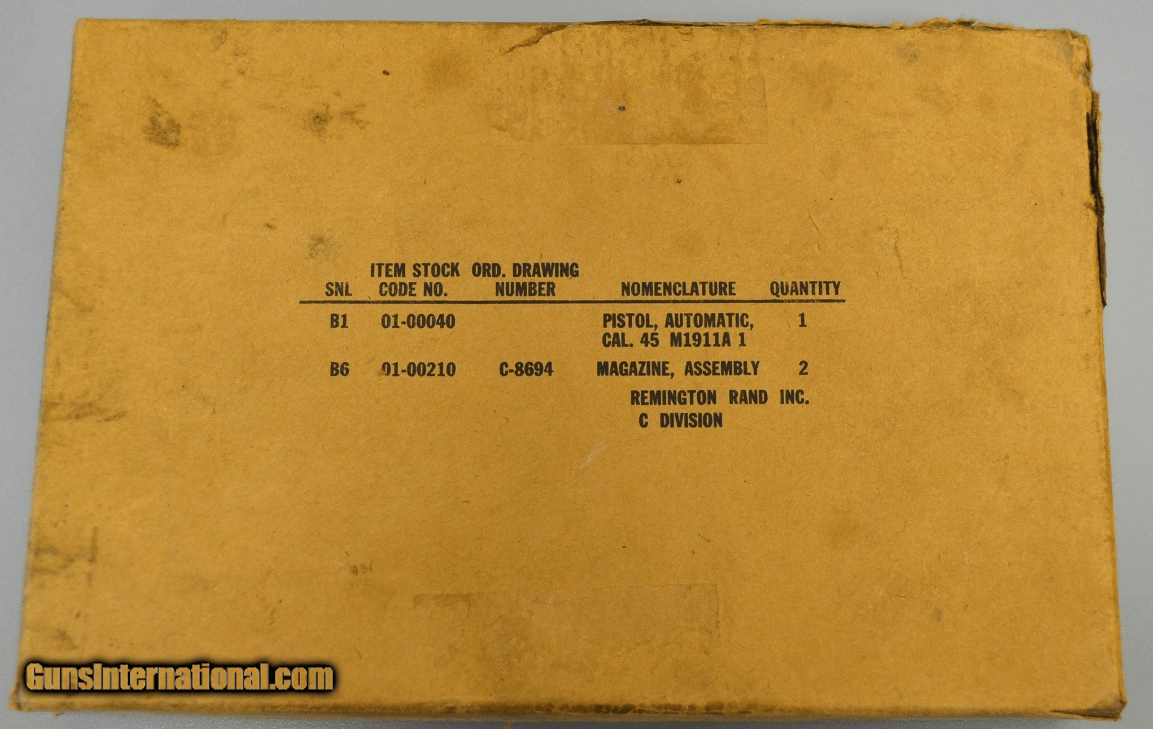 ITEM STOCK ORD. DRAWING
SNL CODE NO. NUMBER NOMENCLATURE QUANTITY
B1 01-00040 PISTOL, AUTOMATIC, 1
CAL. 45 M1911A 1
B6 01-00210 C-8694 MAGAZINE, ASSEMBLY 2
REMINGTON RAND INC.
C DIVISION
GunsInternational.com